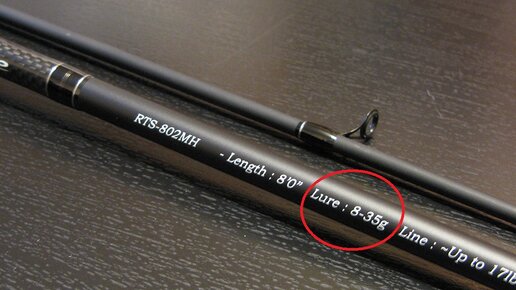 RTS-802MH - Length : 8'0" Lure : 8-35g Line : ~Up to 17lb